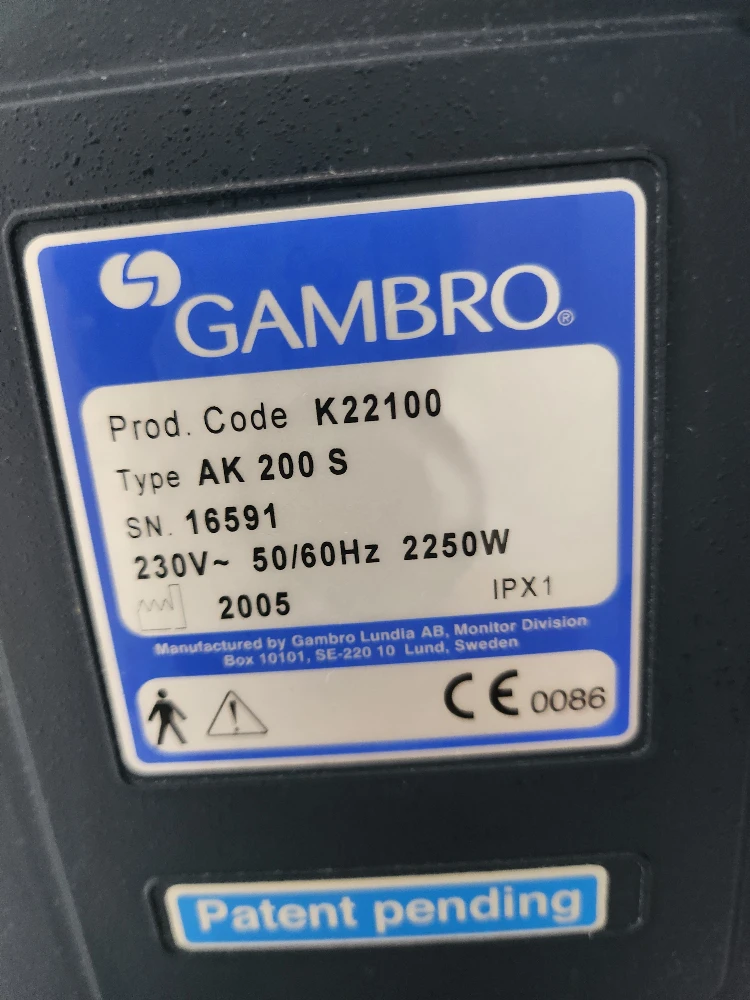 GAMBRO®
Prod. Code K22100
Type AK 200 S
SN. 16591
230V~ 50/60Hz 2250W
2005 IPX1
Manufactured by Gambro Lundia AB, Monitor Division
Box 10101, SE-220 10 Lund, Sweden
CE 0086
Patent pending